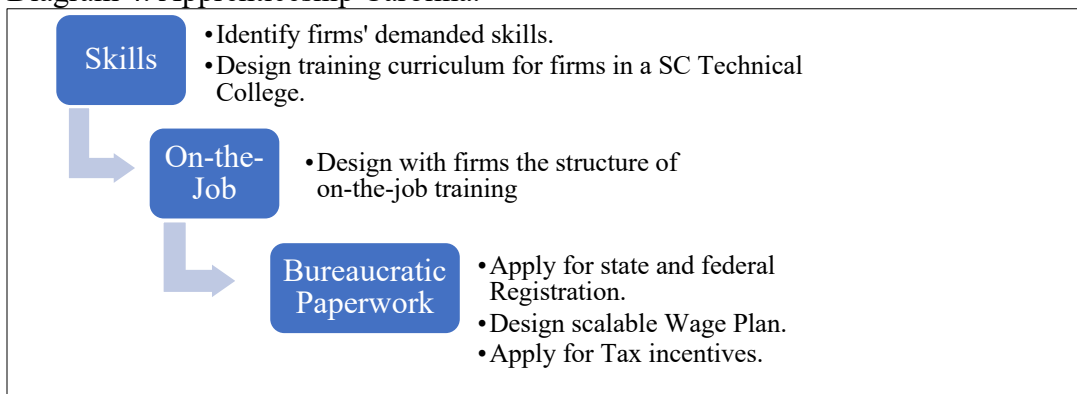 Skills
•Identify firms' demanded skills.
•Design training curriculum for firms in a SC Technical
College.
On-the-
Job
•Design with firms the structure of
on-the-job training
Bureaucratic
Paperwork
•Apply for state and federal
Registration.
•Design scalable Wage Plan.
•Apply for Tax incentives.